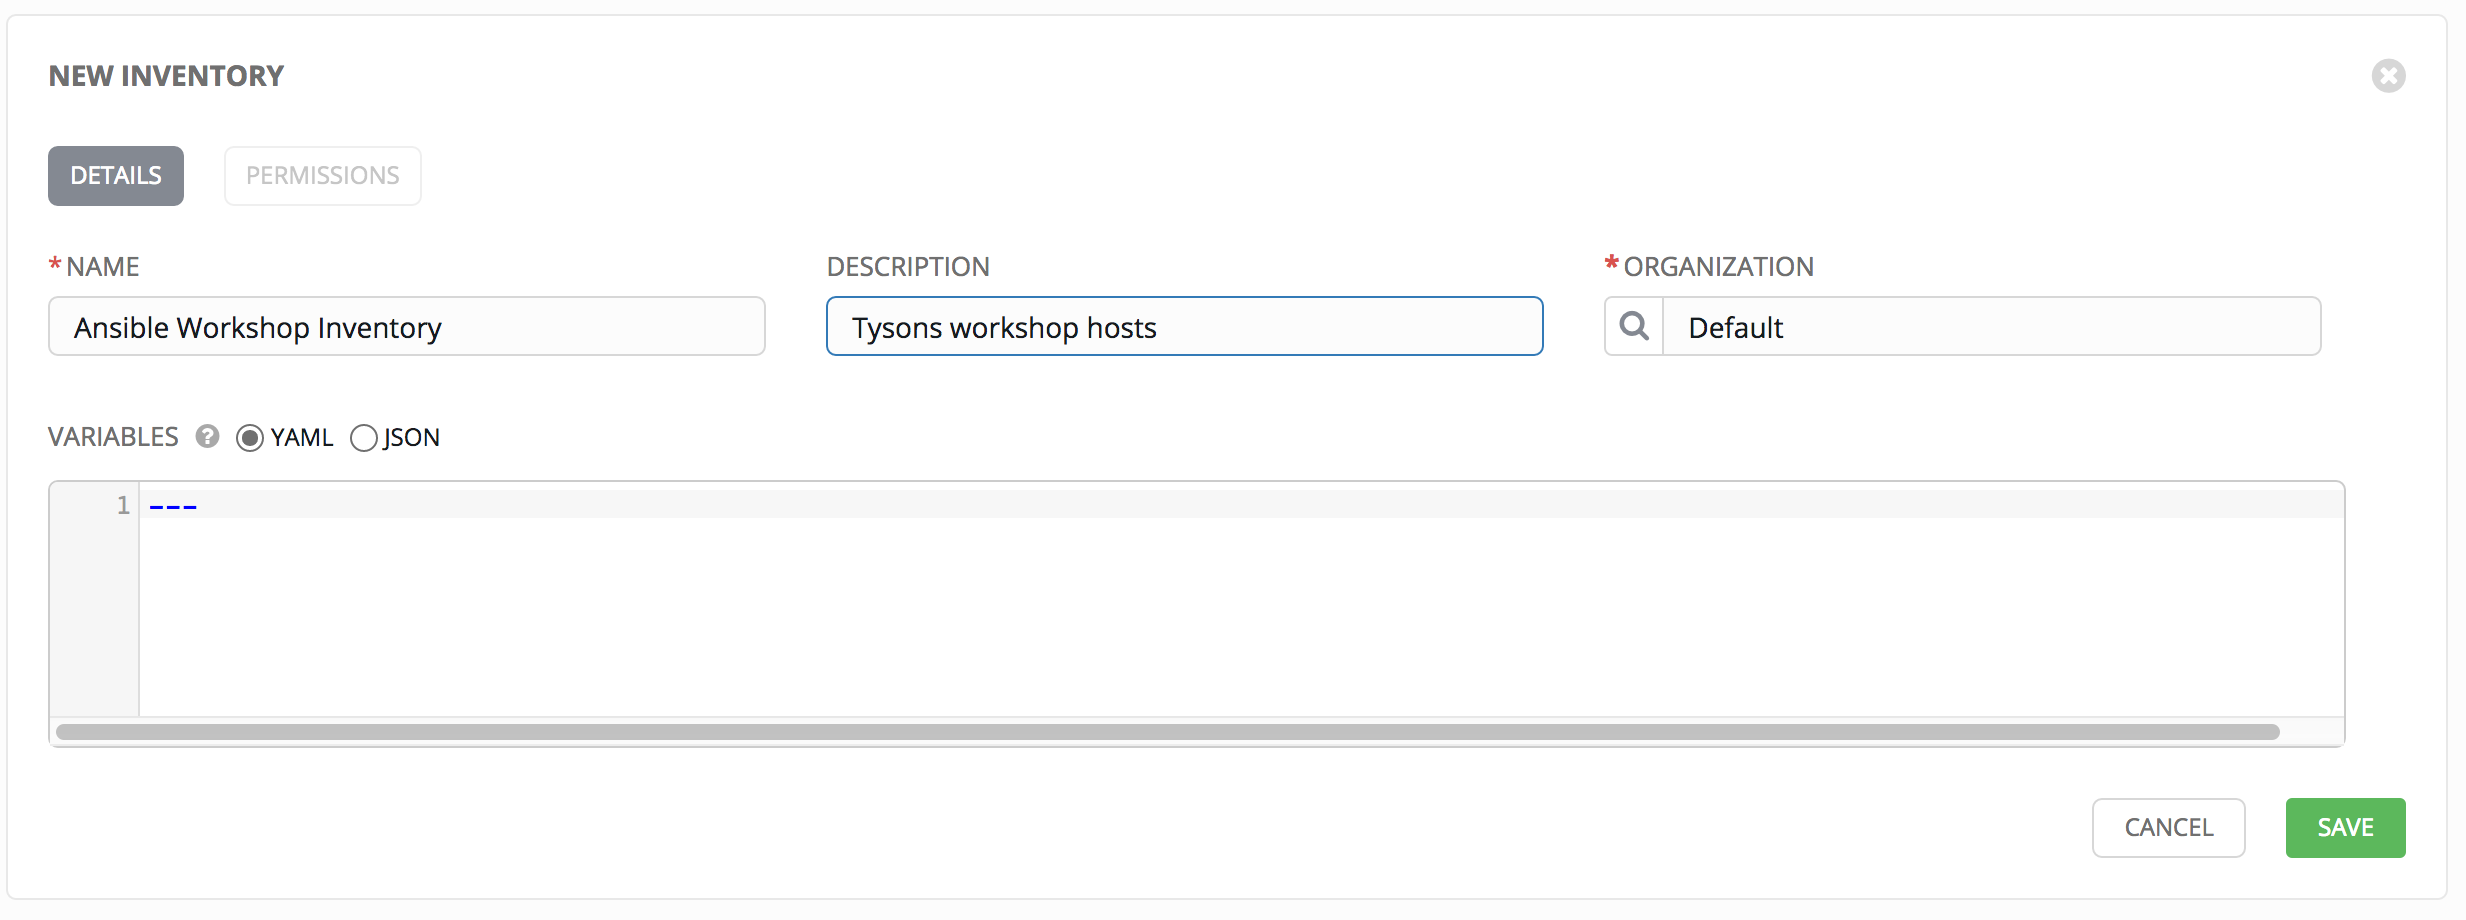 NEW INVENTORY
DETAILS PERMISSIONS
* NAME DESCRIPTION * ORGANIZATION
Ansible Workshop Inventory Tysons workshop hosts Default
VARIABLES ? YAML JSON
1 ---
CANCEL SAVE